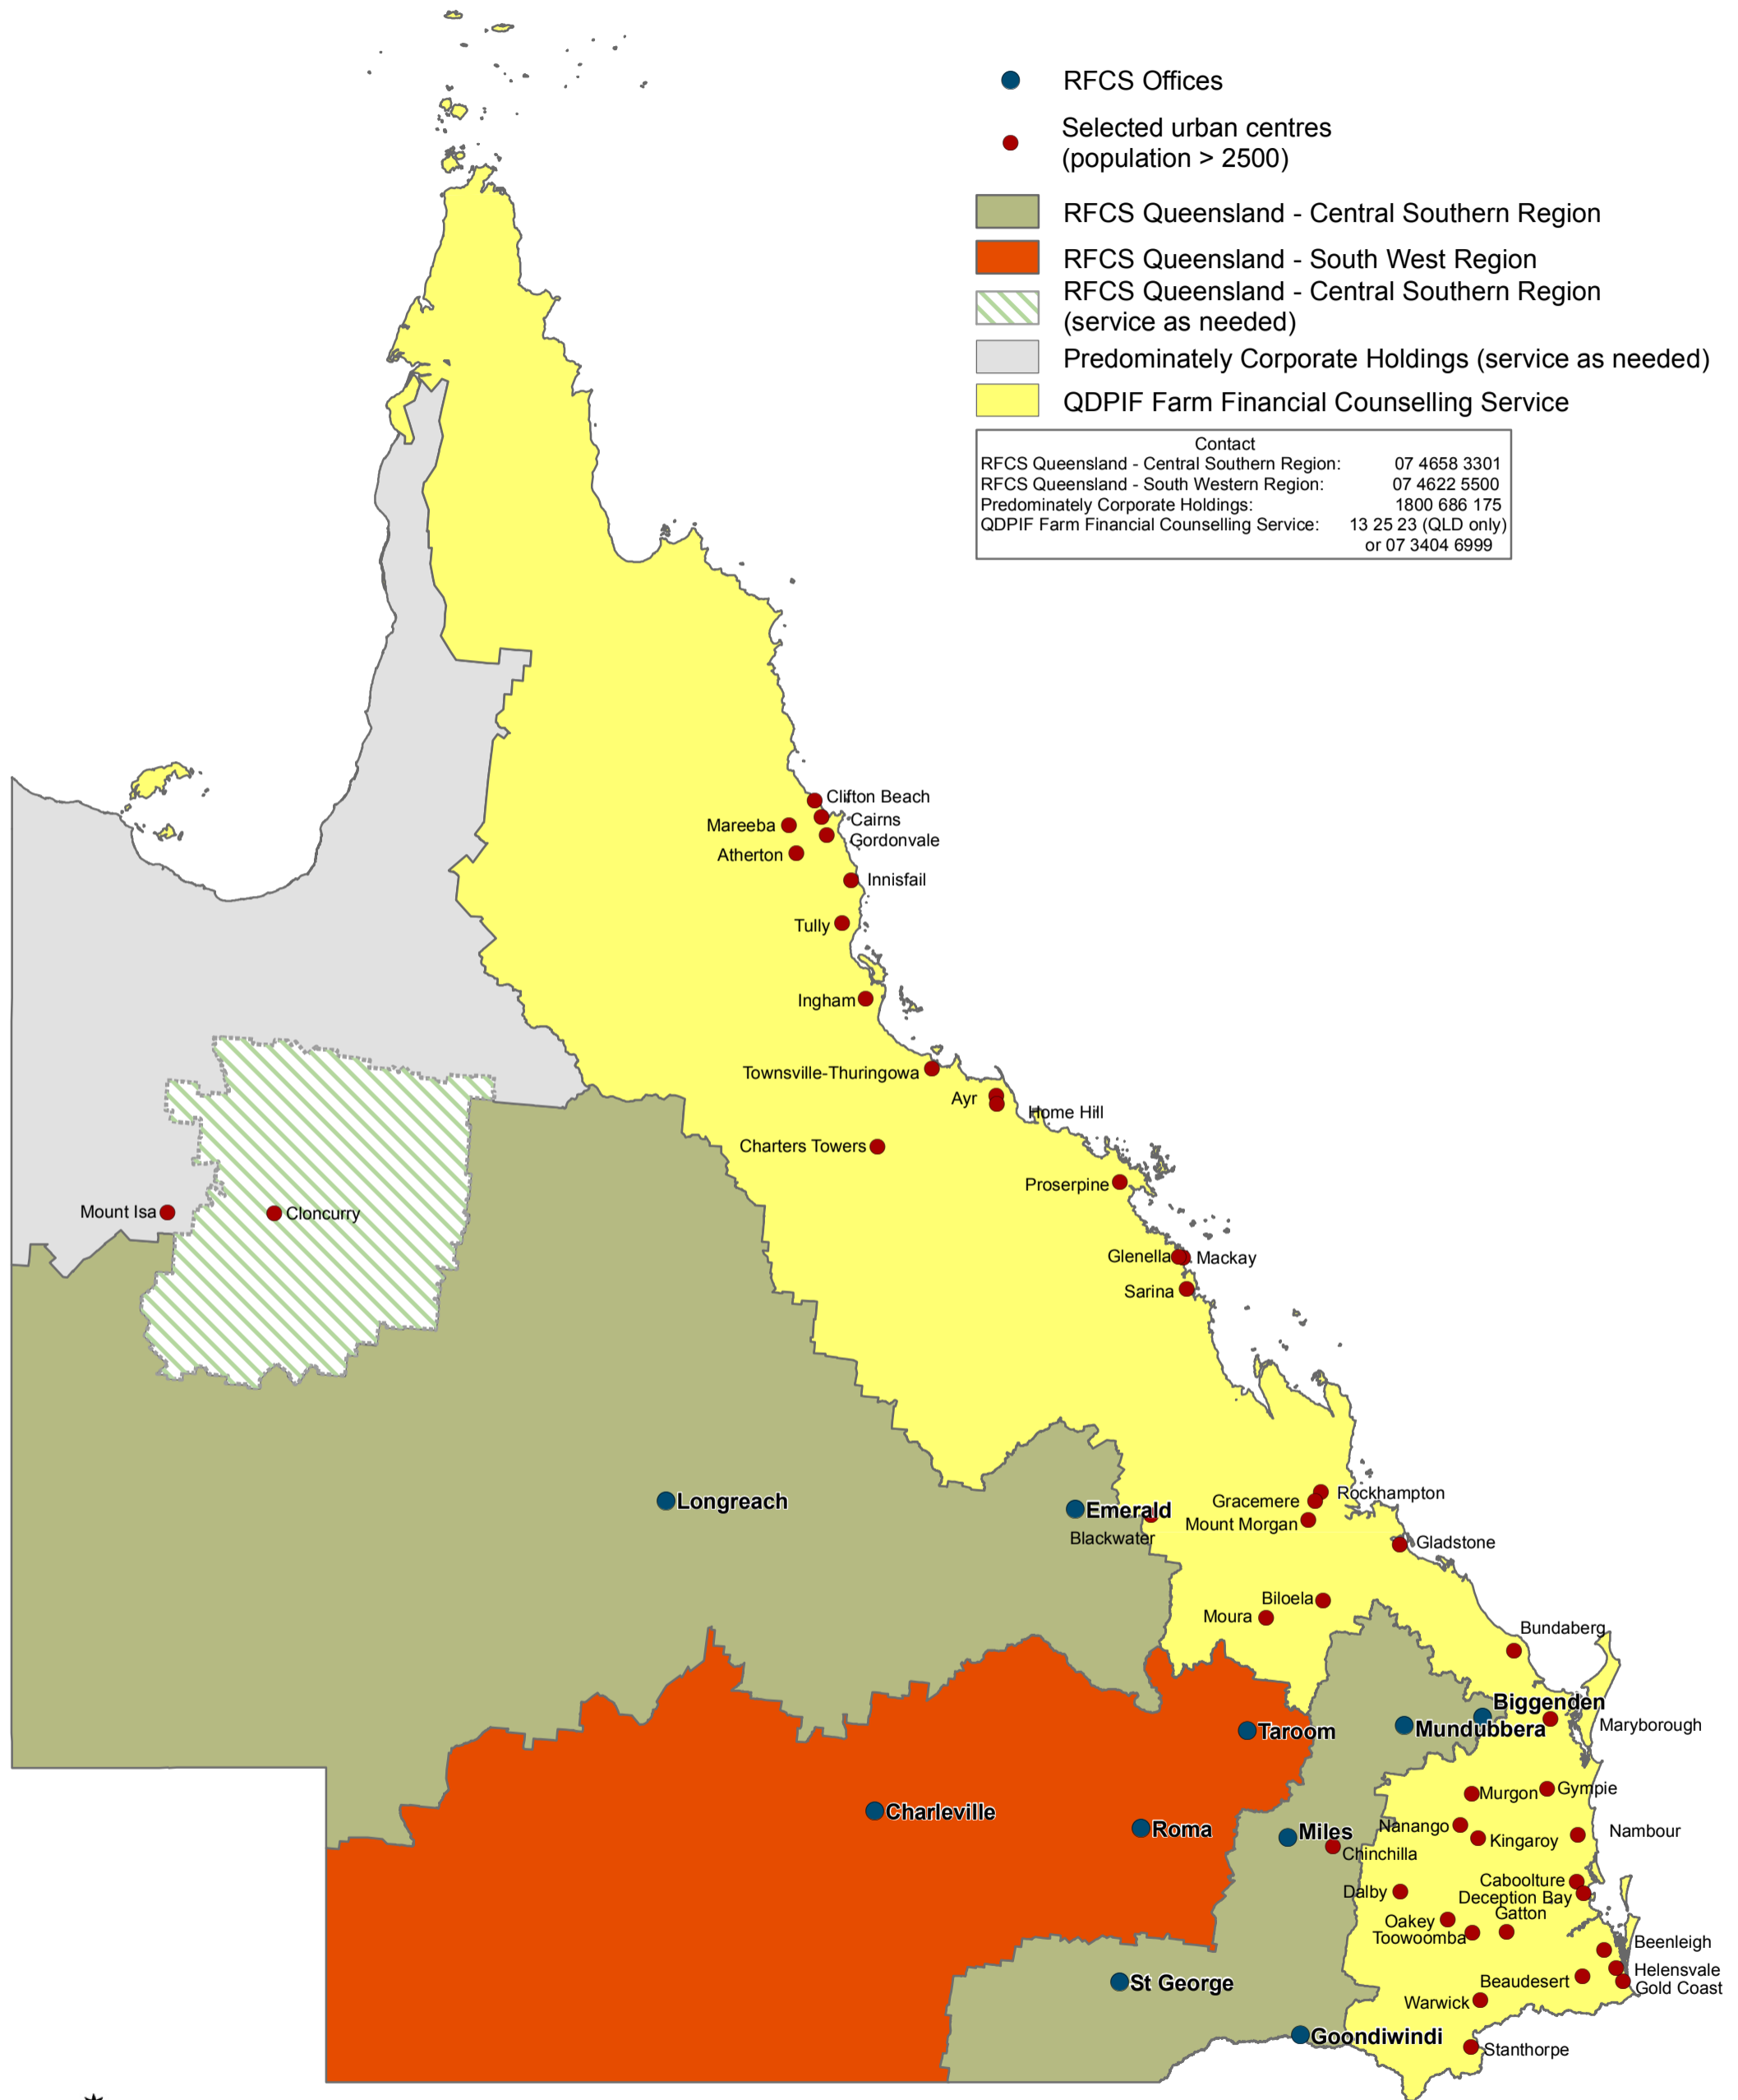 RFCS Offices
Selected urban centres
(population > 2500)
RFCS Queensland - Central Southern Region
RFCS Queensland - South West Region
RFCS Queensland - Central Southern Region
(service as needed)
Predominately Corporate Holdings (service as needed)
QDPIF Farm Financial Counselling Service
Contact
RFCS Queensland - Central Southern Region: 07 4658 3301
RFCS Queensland - South Western Region: 07 4622 5500
Predominately Corporate Holdings: 1800 686 175
QDPIF Farm Financial Counselling Service: 13 25 23 (QLD only)
or 07 3404 6999
Clifton Beach
Cairns
Mareeba
Gordonvale
Atherton
Innisfail
Tully
Ingham
Townsville-Thuringowa
Ayr
Home Hill
Charters Towers
Proserpine
Mount Isa
Cloncurry
Glenella
Mackay
Sarina
Longreach
Emerald
Blackwater
Rockhampton
Gracemere
Mount Morgan
Gladstone
Biloela
Moura
Bundaberg
Biggenden
Maryborough
Mundubbera
Taroom
Charleville
Roma
Miles
Chinchilla
Murgon
Gympie
Nanango
Kingaroy
Nambour
Caboolture
Deception Bay
Dalby
Gatton
Oakey
Toowoomba
Beenleigh
Helensvale
Gold Coast
Beaudesert
Warwick
St George
Goondiwindi
Stanthorpe